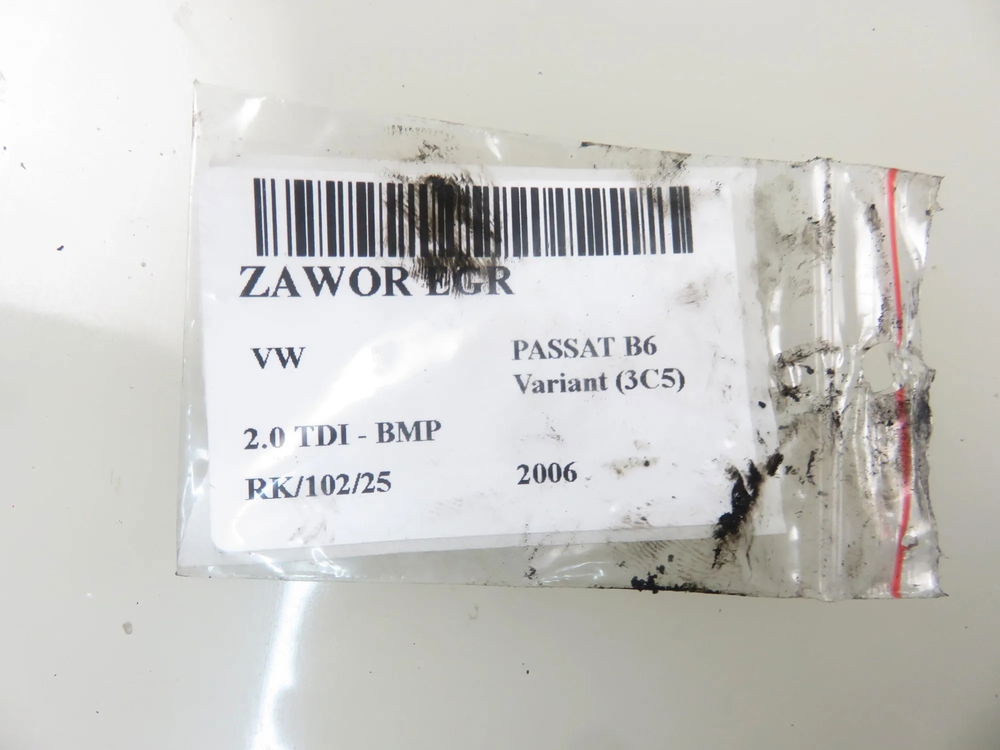 ZAWOR EGR
VW
PASSAT B6
Variant (3C5)
2.0 TDI - BMP
RK/102/25
2006